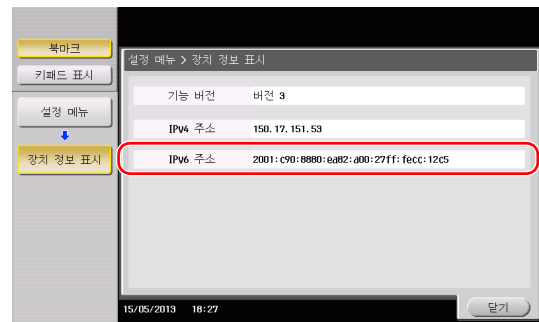 북마크
키패드 표시
설정 메뉴
장치 정보 표시
설정 메뉴 > 장치 정보 표시
기능 버전 버전 3
IPv4 주소 150.17.151.53
IPv6 주소 2001:c90:8880:ea82:a00:27ff:fecc:12c5
15/05/2013 18:27
닫기